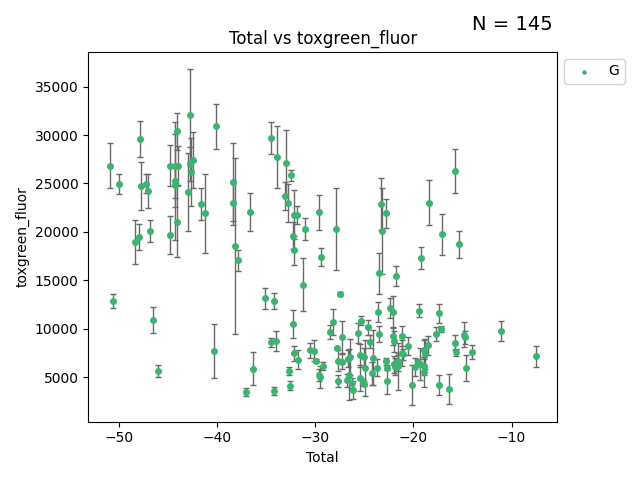 N = 145
Total vs toxgreen_fluor
G
35000
30000
25000
20000
15000
10000
5000
toxgreen_fluor
−50 −40 −30 −20 −10
Total